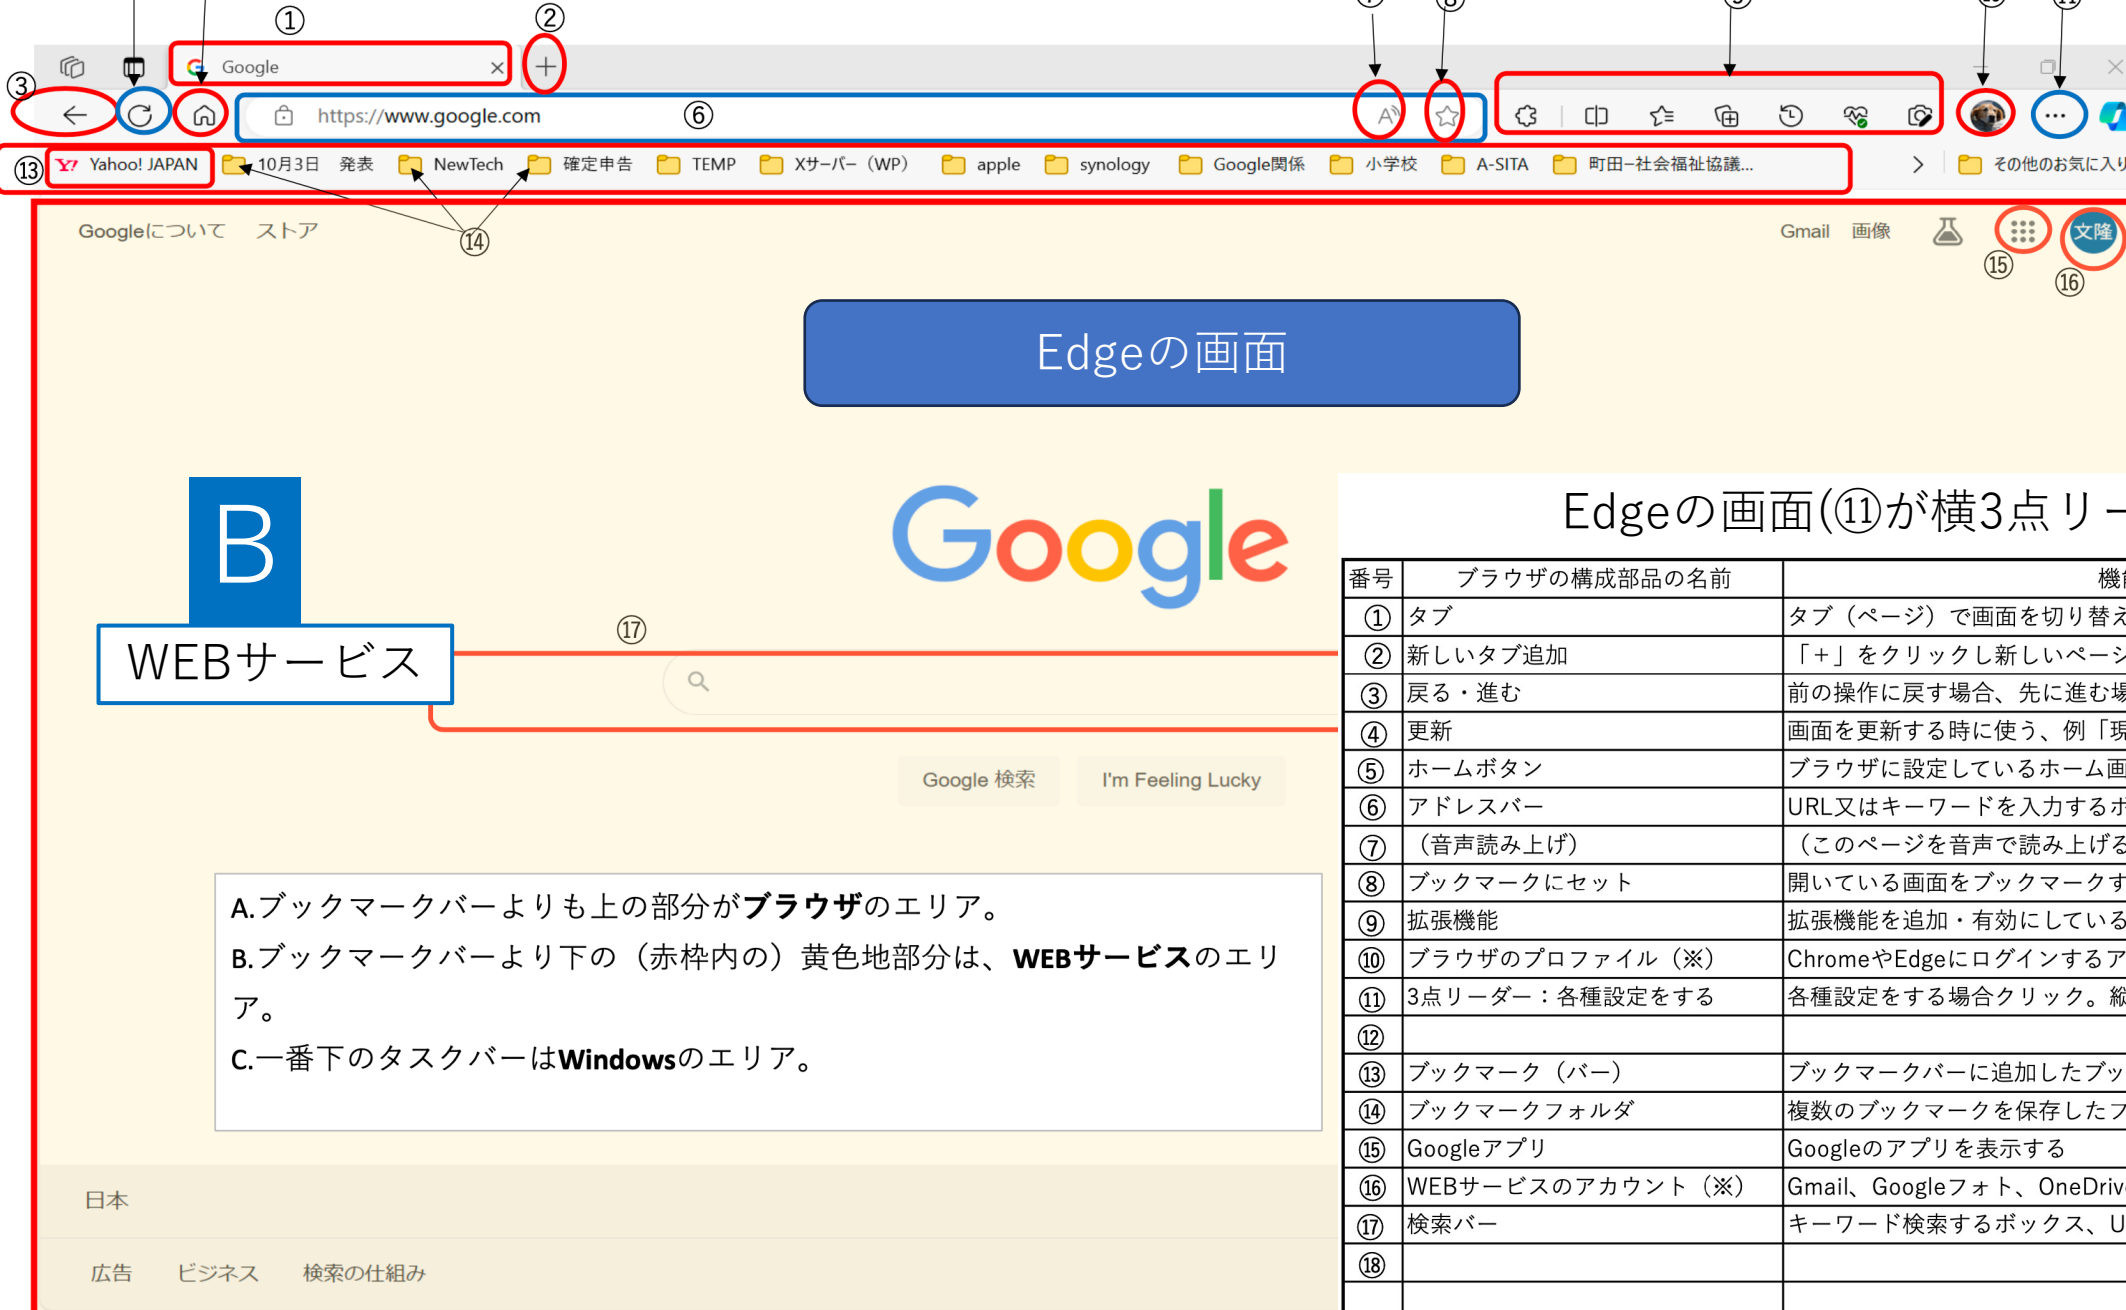 ① ② ⑦ ⑧ ⑨ ⑩ ⑪
Google
③
https://www.google.com ⑥
⑬ Yahoo! JAPAN 10月3日 発表 NewTech 確定申告 TEMP Xサーバー（WP） apple synology Google関係 小学校 A-SITA 町田–社会福祉協議... その他のお気に入り
Googleについて ストア ⑭ Gmail 画像 文隆
⑮ ⑯
Edgeの画面
B
WEBサービス
Google
⑰
Google 検索 I'm Feeling Lucky
A.ブックマークバーよりも上の部分がブラウザのエリア。
B.ブックマークバーより下の（赤枠内の）黄色地部分は、WEBサービスのエリ
ア。
C.一番下のタスクバーはWindowsのエリア。
Edgeの画面(⑪が横3点リー
番号 ブラウザの構成部品の名前 機
① タブ タブ（ページ）で画面を切り替え
② 新しいタブ追加 「+」をクリックし新しいページ
③ 戻る・進む 前の操作に戻す場合、先に進む場
④ 更新 画面を更新する時に使う、例「現
⑤ ホームボタン ブラウザに設定しているホーム画
⑥ アドレスバー URL又はキーワードを入力するボ
⑦ （音声読み上げ） （このページを音声で読み上げる
⑧ ブックマークにセット 開いている画面をブックマークす
⑨ 拡張機能 拡張機能を追加・有効にしている
⑩ ブラウザのプロファイル（※） ChromeやEdgeにログインするア
⑪ 3点リーダー：各種設定をする 各種設定をする場合クリック。縦
⑫
⑬ ブックマーク（バー） ブックマークバーに追加したブッ
⑭ ブックマークフォルダ 複数のブックマークを保存したフ
⑮ Googleアプリ Googleのアプリを表示する
⑯ WEBサービスのアカウント（※） Gmail、Googleフォト、OneDriv
⑰ 検索バー キーワード検索するボックス、U
⑱
日本
広告 ビジネス 検索の仕組み